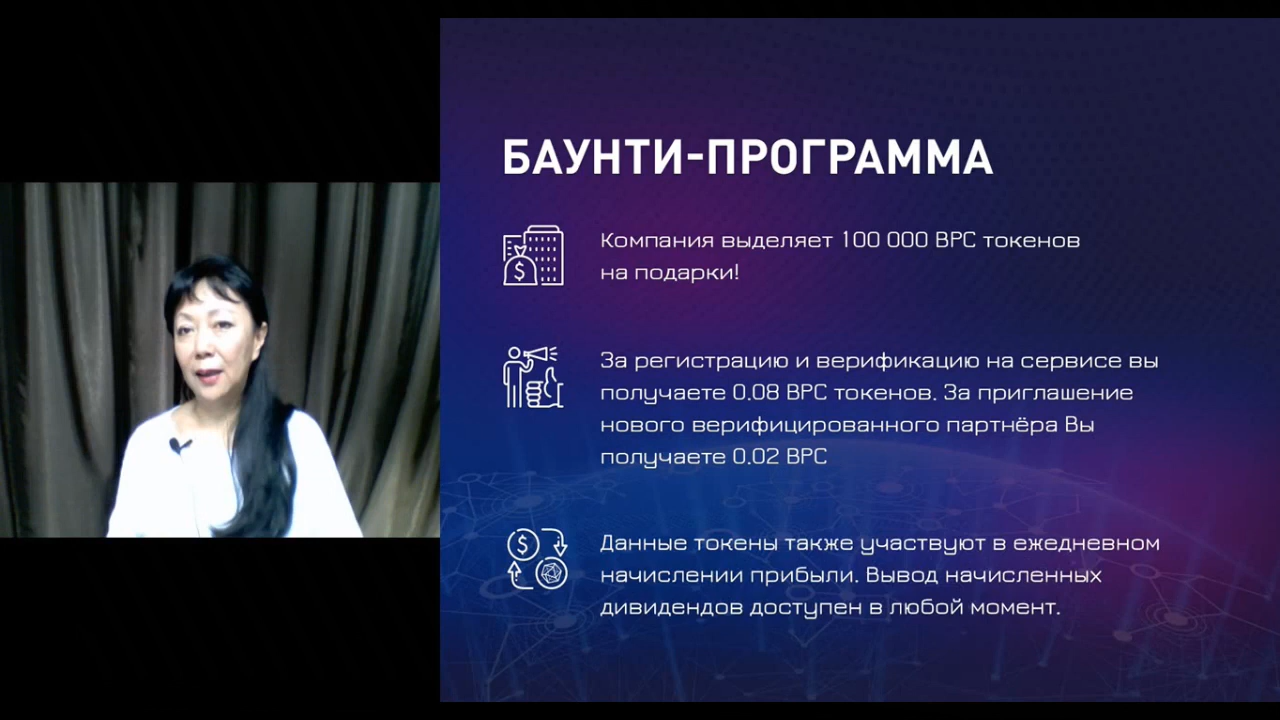 БАУНТИ-ПРОГРАММА
Компания выделяет 100 000 BPC токенов
на подарки!
За регистрацию и верификацию на сервисе вы
получаете 0.08 BPC токенов. За приглашение
нового верифицированного партнёра Вы
получаете 0.02 BPC
Данные токены также участвуют в ежедневном
начислении прибыли. Вывод начисленных
дивидендов доступен в любой момент.